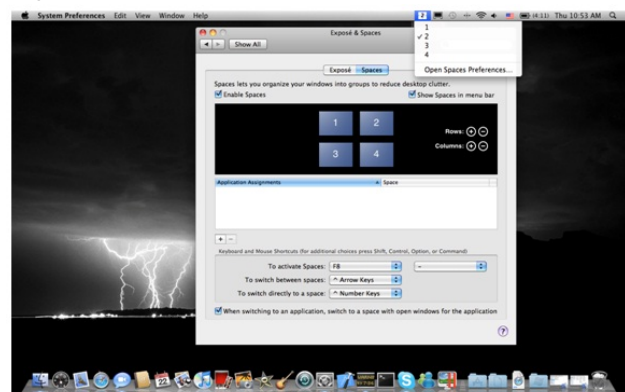 System Preferences Edit View Window Help
(4:11) Thu 10:53 AM
1
2
3
4
Open Spaces Preferences...
Exposé & Spaces
Show All
Exposé Spaces
Spaces lets you organize your windows into groups to reduce desktop clutter.
Enable Spaces
Show Spaces in menu bar
1 2
3 4
Rows:
Columns:
Application Assignments Space
Keyboard and Mouse Shortcuts (for additional choices press Shift, Control, Option, or Command)
To activate Spaces: F8 -
To switch between spaces: ^ Arrow Keys
To switch directly to a space: ^ Number Keys
When switching to an application, switch to a space with open windows for the application